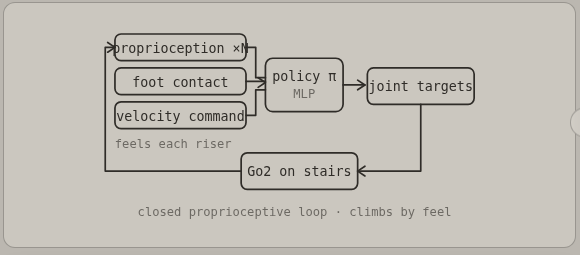 proprioception ×N
foot contact
velocity command
feels each riser
policy π
MLP
joint targets
Go2 on stairs
closed proprioceptive loop · climbs by feel